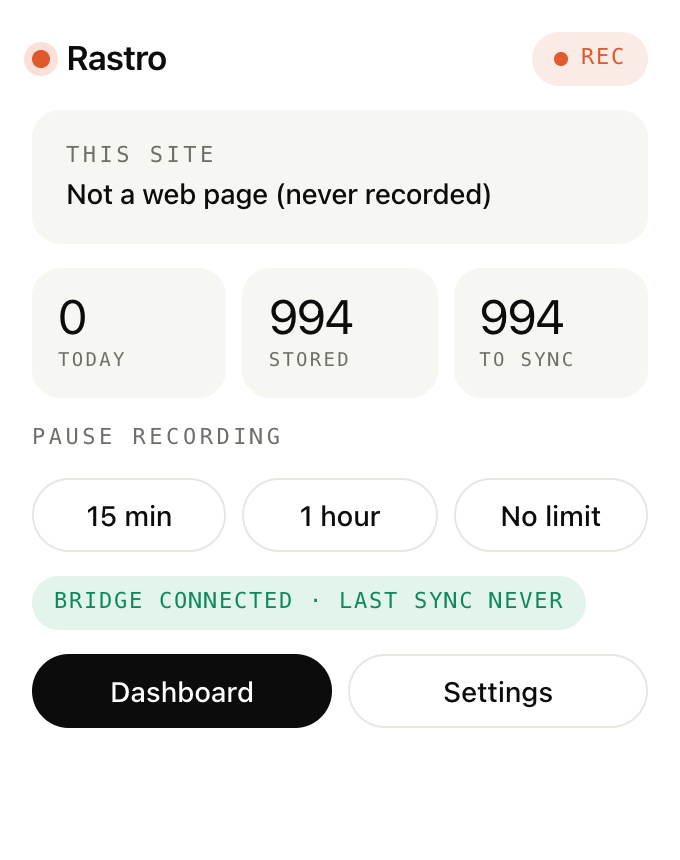 Rastro
REC
THIS SITE
Not a web page (never recorded)
0
TODAY
994
STORED
994
TO SYNC
PAUSE RECORDING
15 min
1 hour
No limit
BRIDGE CONNECTED · LAST SYNC NEVER
Dashboard
Settings